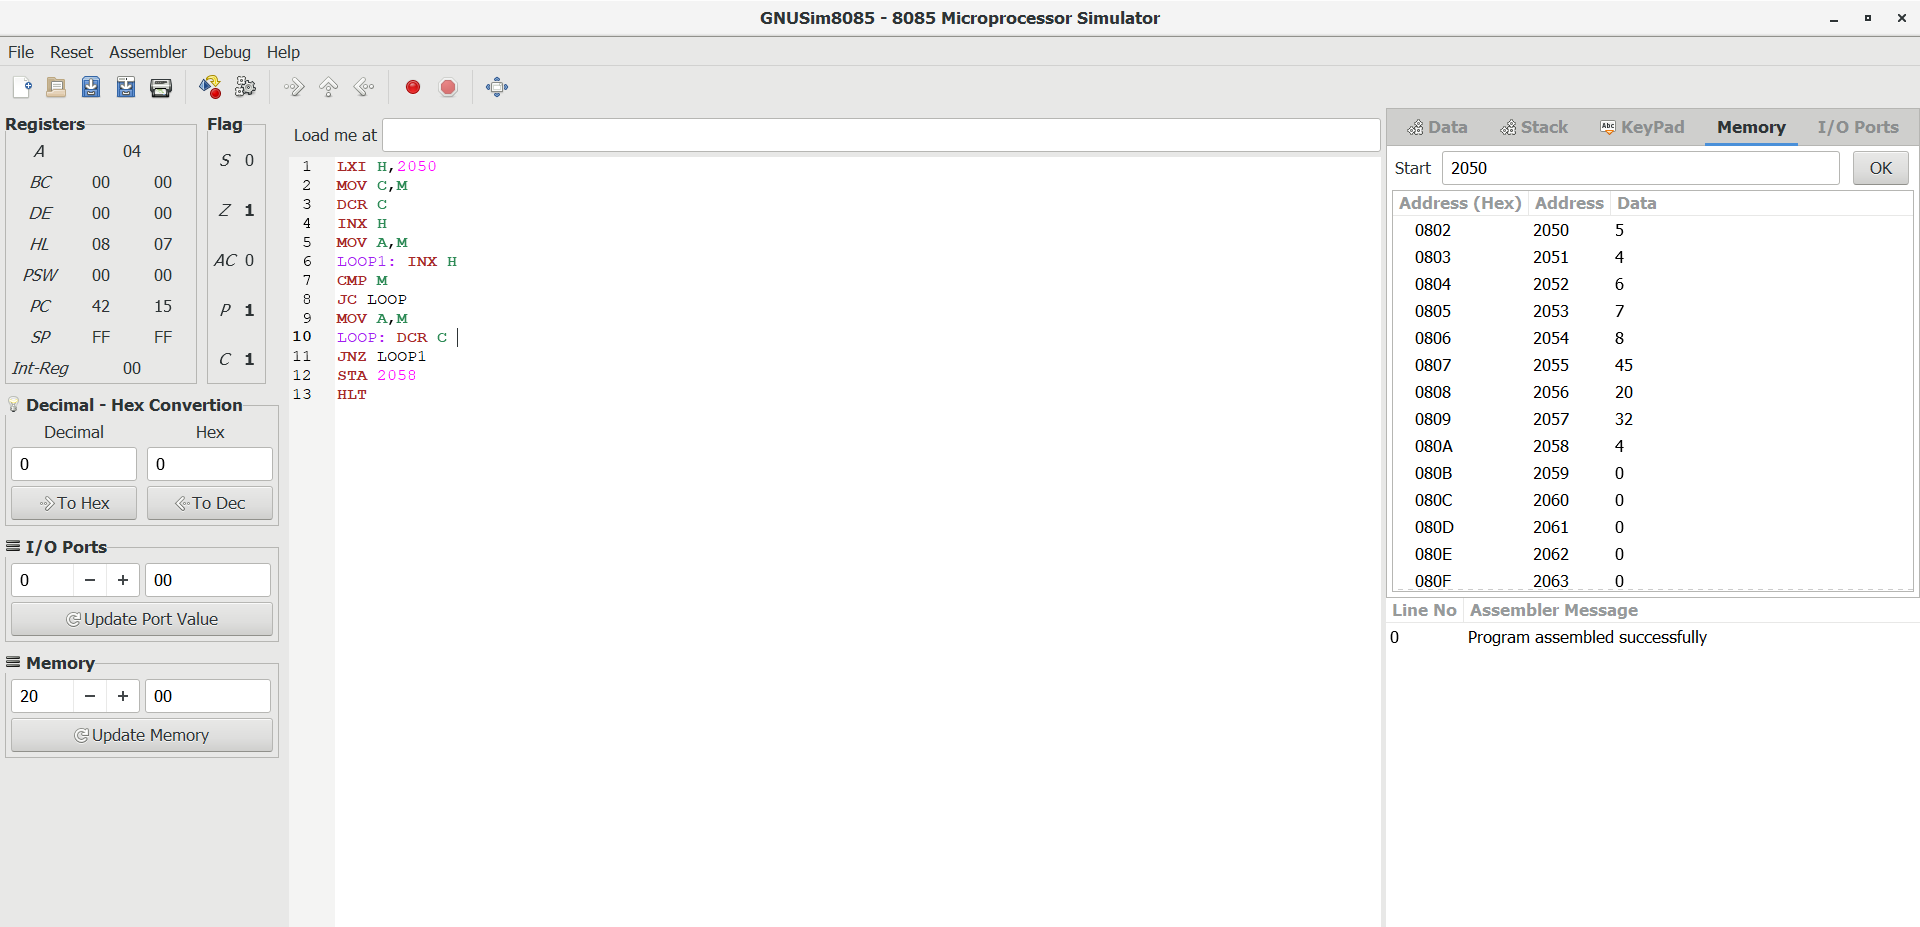 GNUSim8085 - 8085 Microprocessor Simulator
File Reset Assembler Debug Help
Registers
A 04
BC 00 00
DE 00 00
HL 08 07
PSW 00 00
PC 42 15
SP FF FF
Int-Reg 00
Flag
S 0
Z 1
AC 0
P 1
C 1
Decimal - Hex Convertion
Decimal Hex
0 0
To Hex To Dec
I/O Ports
0 − + 00
Update Port Value
Memory
20 − + 00
Update Memory
Load me at
1 LXI H,2050
2 MOV C,M
3 DCR C
4 INX H
5 MOV A,M
6 LOOP1: INX H
7 CMP M
8 JC LOOP
9 MOV A,M
10 LOOP: DCR C
11 JNZ LOOP1
12 STA 2058
13 HLT
Data Stack Abc KeyPad Memory I/O Ports
Start 2050 OK
Address (Hex) Address Data
0802 2050 5
0803 2051 4
0804 2052 6
0805 2053 7
0806 2054 8
0807 2055 45
0808 2056 20
0809 2057 32
080A 2058 4
080B 2059 0
080C 2060 0
080D 2061 0
080E 2062 0
080F 2063 0
Line No Assembler Message
0 Program assembled successfully